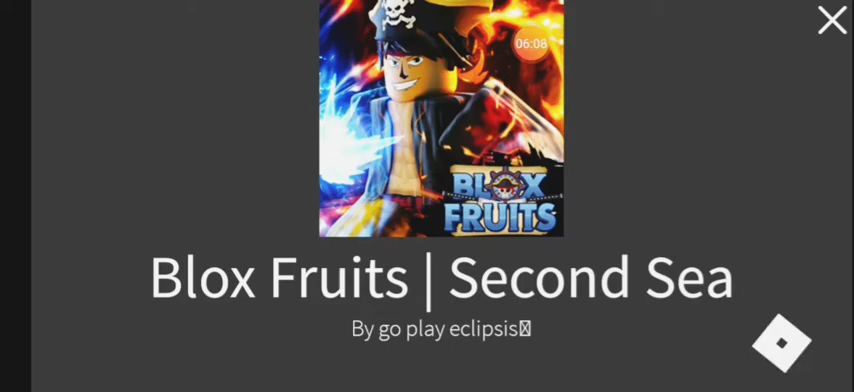 06:08
BLOX
FRUITS
Blox Fruits | Second Sea
By go play eclipsis